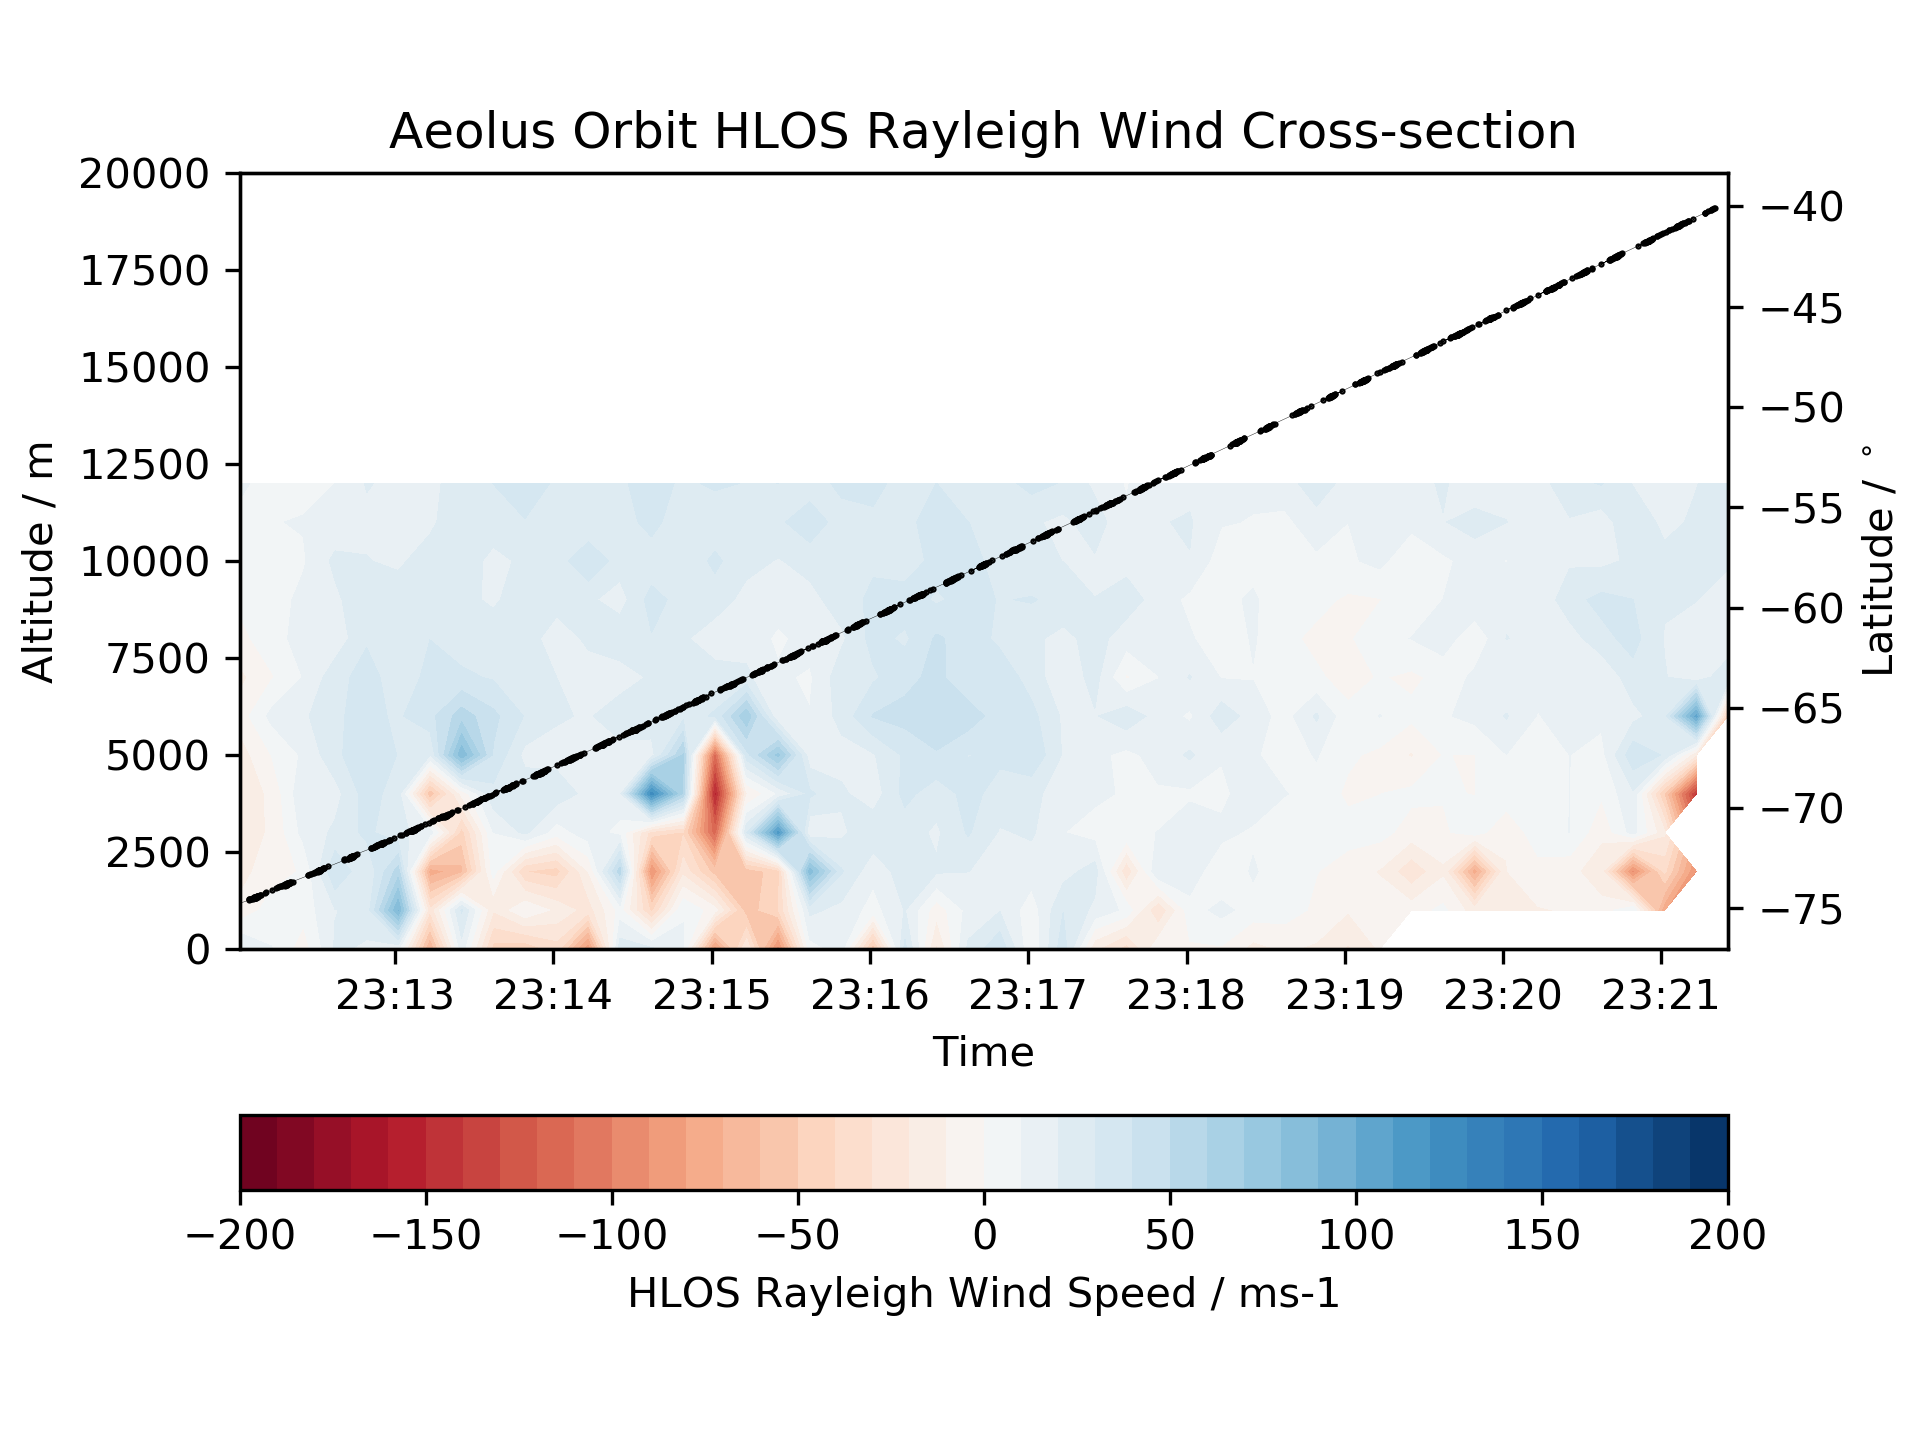 Aeolus Orbit HLOS Rayleigh Wind Cross-section
20000
17500
15000
12500
10000
7500
5000
2500
0
Altitude / m
−40
−45
−50
−55
−60
−65
−70
−75
Latitude / °
23:13 23:14 23:15 23:16 23:17 23:18 23:19 23:20 23:21
Time
−200 −150 −100 −50 0 50 100 150 200
HLOS Rayleigh Wind Speed / ms-1